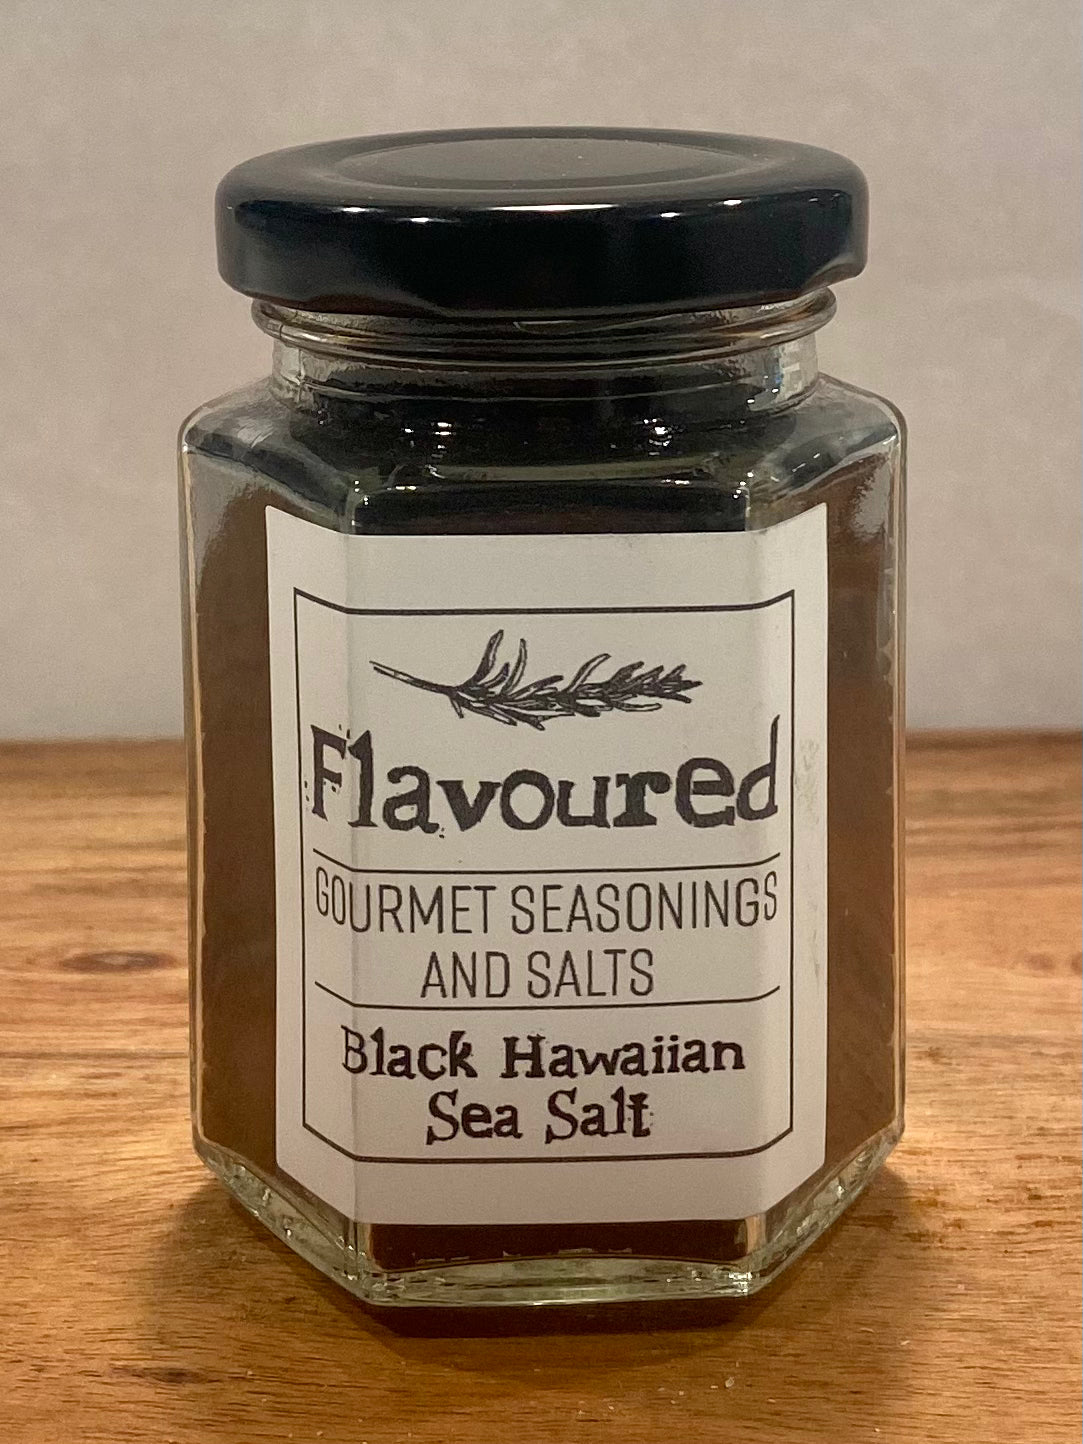 Flavoured
GOURMET SEASONINGS
AND SALTS
Black Hawaiian
Sea Salt